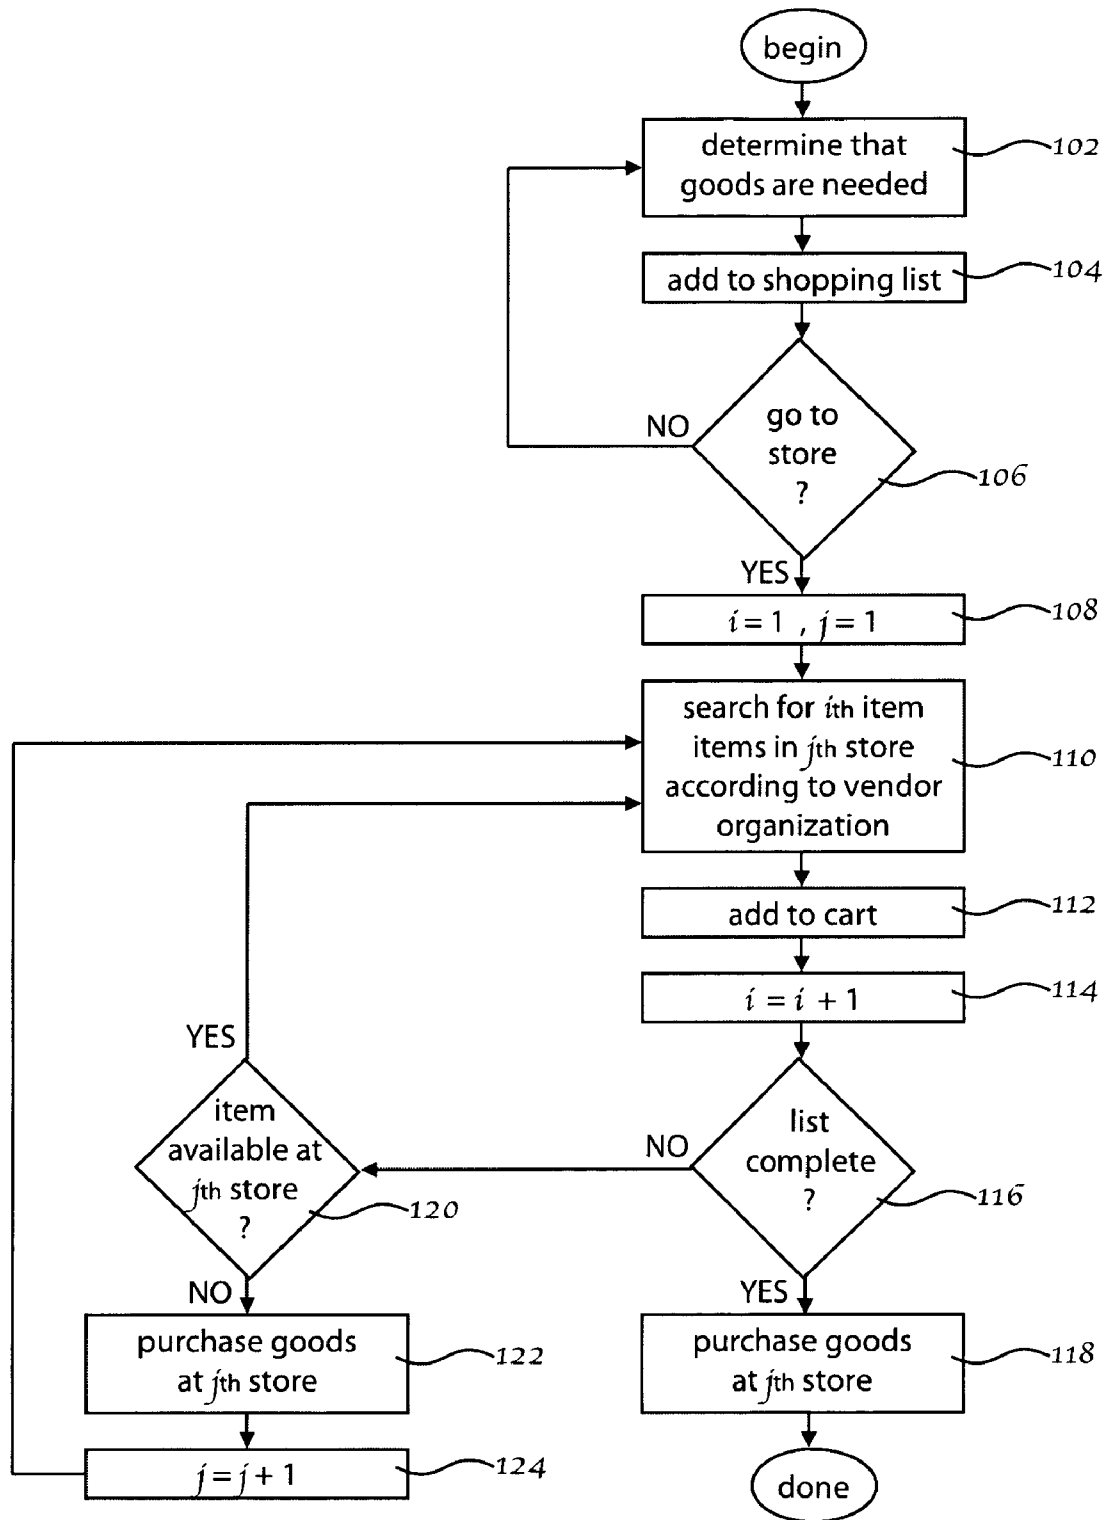 begin
determine that
goods are needed
102
add to shopping list
104
go to
store
?
106
NO
YES
i = 1 , j = 1
108
search for ith item
items in jth store
according to vendor
organization
110
add to cart
112
i = i + 1
114
list
complete
?
116
NO
YES
item
available at
jth store
?
120
YES
NO
purchase goods
at jth store
122
purchase goods
at jth store
118
j = j + 1
124
done